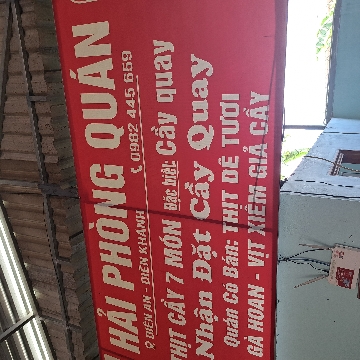 HẢI PHÒNG QUÁN
ĐIÊN AN - DIÊN KHÁNH 0982 445 659
THỊT CẦY 7 MÓN Đặc biệt: Cầy quay
Nhận Đặt Cầy Quay
Quán Có Bán: THỊT DÊ TƯƠI
GÀ HOAN - VỊT XIÊM GIẢ CẦY